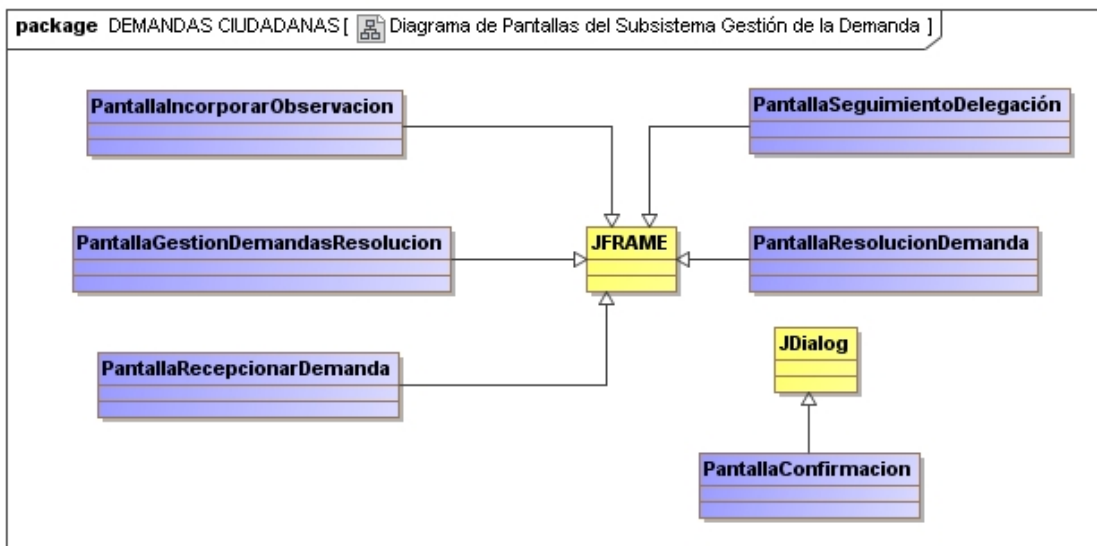 package DEMANDAS CIUDADANAS [ Diagrama de Pantallas del Subsistema Gestión de la Demanda ]
PantallaIncorporarObservacion
PantallaSeguimientoDelegación
PantallaGestionDemandasResolucion
JFRAME
PantallaResolucionDemanda
JDialog
PantallaRecepcionarDemanda
PantallaConfirmacion